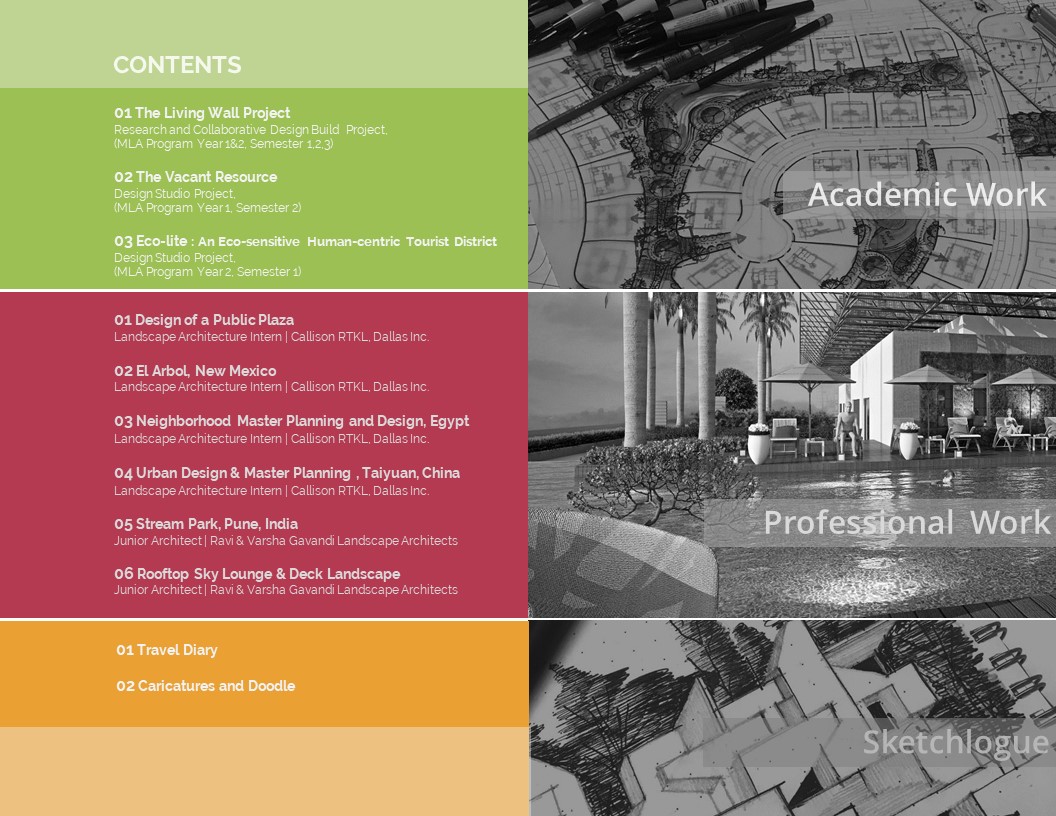 CONTENTS
01 The Living Wall Project
Research and Collaborative Design Build Project,
(MLA Program Year 1&2, Semester 1,2,3)
02 The Vacant Resource
Design Studio Project,
(MLA Program Year 1, Semester 2)
03 Eco-lite : An Eco-sensitive Human-centric Tourist District
Design Studio Project,
(MLA Program Year 2, Semester 1)
Academic Work
01 Design of a Public Plaza
Landscape Architecture Intern | Callison RTKL, Dallas Inc.
02 El Arbol, New Mexico
Landscape Architecture Intern | Callison RTKL, Dallas Inc.
03 Neighborhood Master Planning and Design, Egypt
Landscape Architecture Intern | Callison RTKL, Dallas Inc.
04 Urban Design & Master Planning , Taiyuan, China
Landscape Architecture Intern | Callison RTKL, Dallas Inc.
05 Stream Park, Pune, India
Junior Architect | Ravi & Varsha Gavandi Landscape Architects
06 Rooftop Sky Lounge & Deck Landscape
Junior Architect | Ravi & Varsha Gavandi Landscape Architects
Professional Work
01 Travel Diary
02 Caricatures and Doodle
Sketchlogue